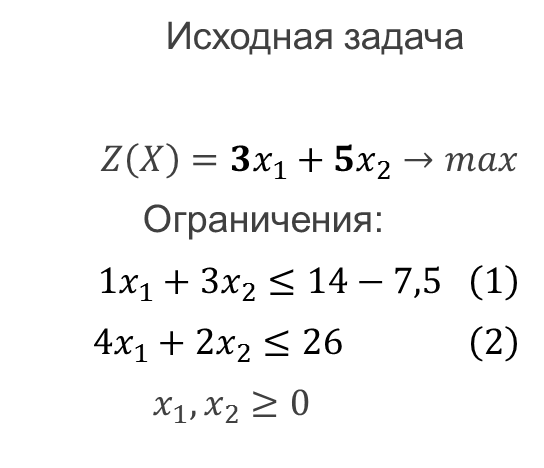 Исходная задача
Z(X) = 3x₁ + 5x₂ → max
Ограничения:
1x₁ + 3x₂ ≤ 14 − 7,5 (1)
4x₁ + 2x₂ ≤ 26 (2)
x₁, x₂ ≥ 0